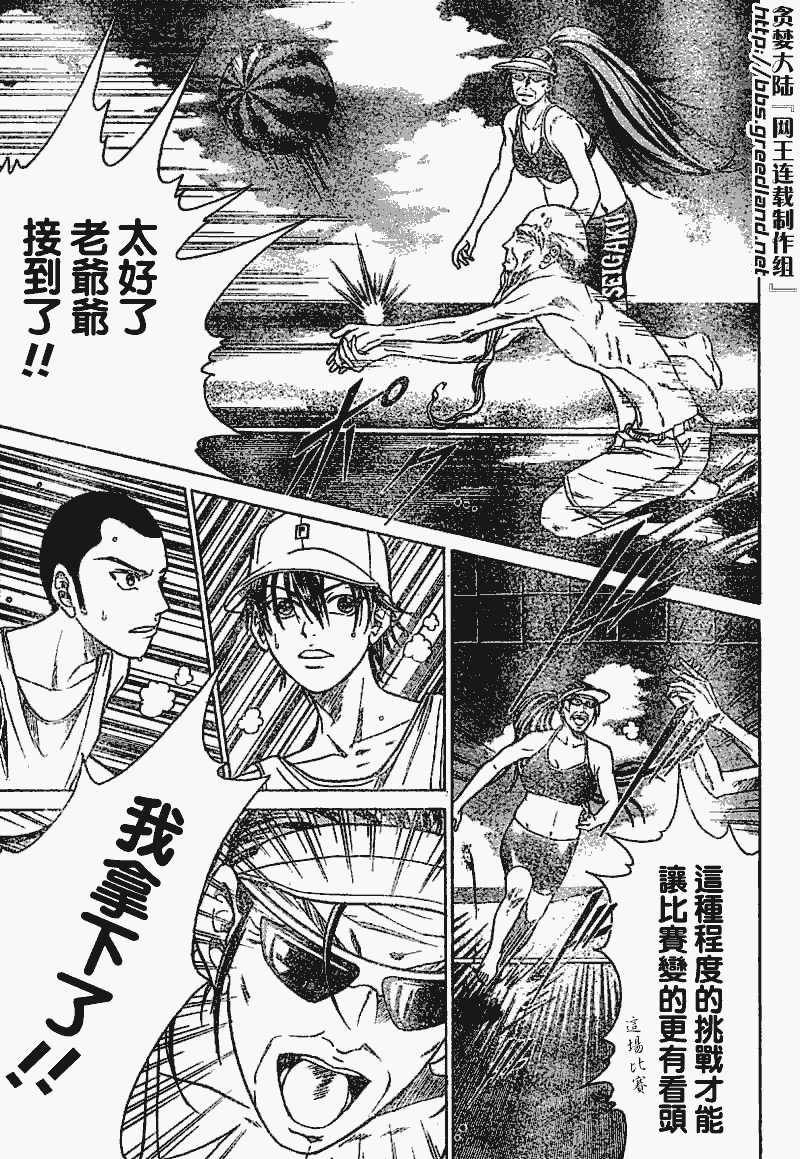 贪婪大陆『网王连载制作组』
http://bbs.greedland.net
SEIGAKU
太好了
老爺爺
接到了!!
這種程度的挑戰才能
讓比賽變的更有看頭
這場比賽
我拿下了!!